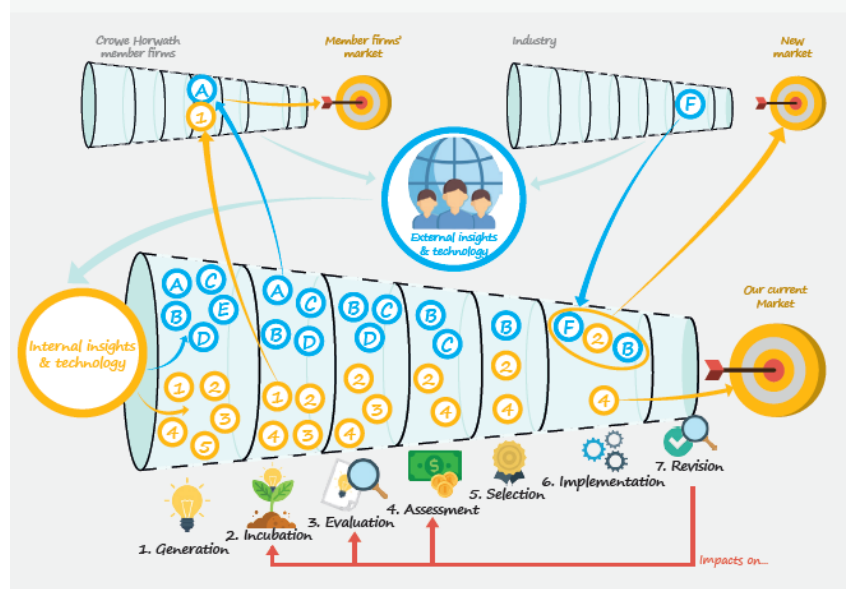 Crowe Horwath
member firms
Member firms'
market
Industry
New
market
A
1
F
External insights
& technology
Our current
Market
Internal insights
& technology
A C
B E
D
1 2
3
4
5
A C
B D
1 2
4 3
B C
D
2
3
4
B
C
2
4
B
2
4
F 2 B
4
1. Generation
2. Incubation
3. Evaluation
4. Assessment
5. Selection
6. Implementation
7. Revision
Impacts on...